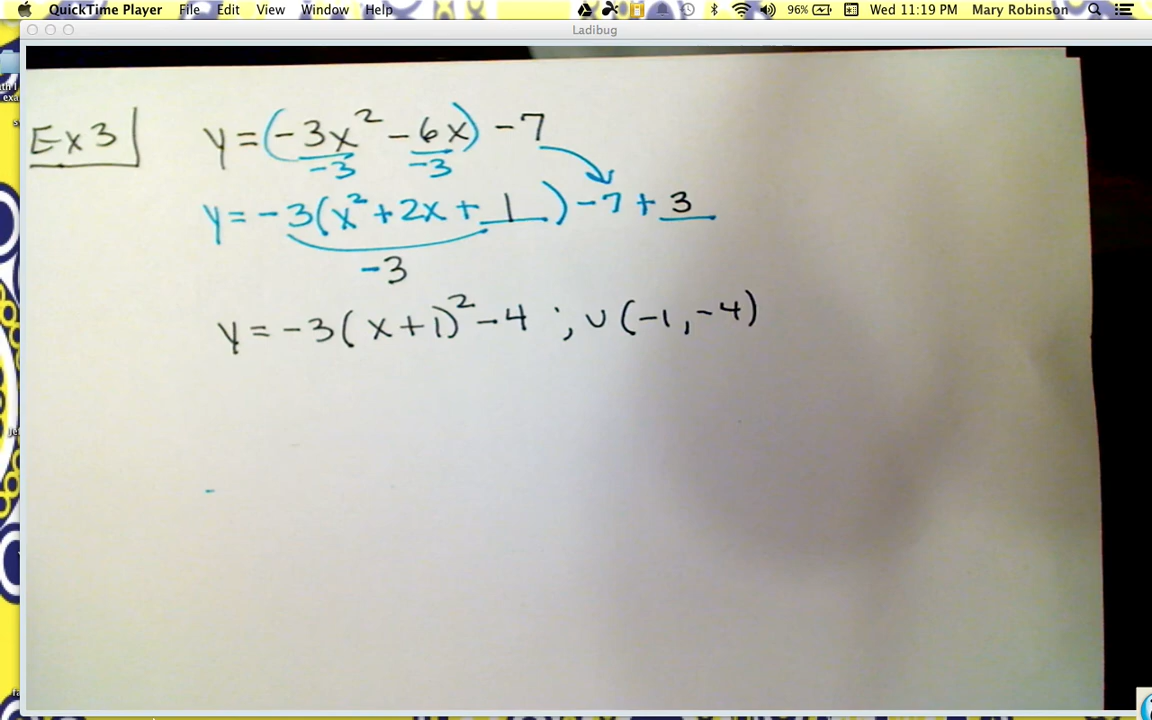 QuickTime Player File Edit View Window Help 96% Wed 11:19 PM Mary Robinson
Ladibug
Ex 3 y = (-3x² - 6x) - 7
-3 -3
y = -3(x² + 2x + 1) - 7 + 3
-3
y = -3(x+1)² - 4 ; v(-1, -4)